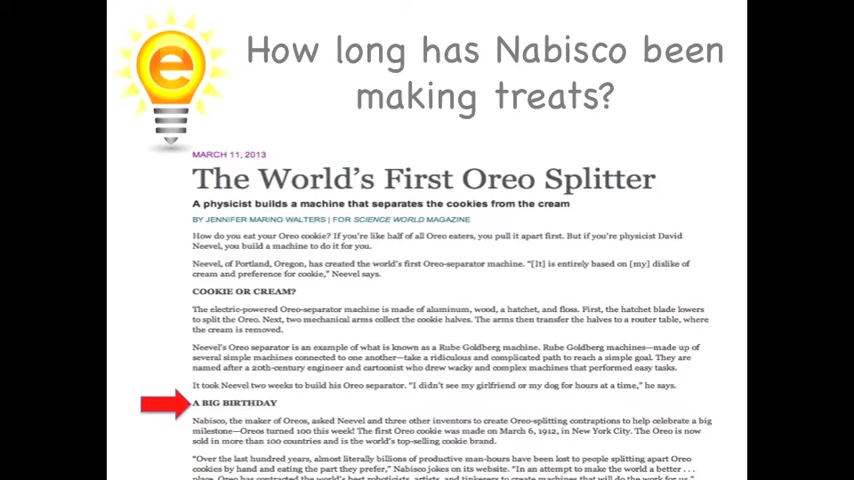 e
How long has Nabisco been
making treats?
MARCH 11, 2013
The World's First Oreo Splitter
A physicist builds a machine that separates the cookies from the cream
BY JENNIFER MARINO WALTERS | FOR SCIENCE WORLD MAGAZINE
How do you eat your Oreo cookie? If you're like half of all Oreo eaters, you pull it apart first. But if you're physicist David
Neevel, you build a machine to do it for you.
Neevel, of Portland, Oregon, has created the world's first Oreo-separator machine. "[It] is entirely based on [my] dislike of
cream and preference for cookie," Neevel says.
COOKIE OR CREAM?
The electric-powered Oreo-separator machine is made of aluminum, wood, a hatchet, and floss. First, the hatchet blade lowers
to split the Oreo. Next, two mechanical arms collect the cookie halves. The arms then transfer the halves to a router table, where
the cream is removed.
Neevel's Oreo separator is an example of what is known as a Rube Goldberg machine. Rube Goldberg machines—made up of
several simple machines connected to one another—take a ridiculous and complicated path to reach a simple goal. They are
named after a 20th-century engineer and cartoonist who drew wacky and complex machines that performed easy tasks.
It took Neevel two weeks to build his Oreo separator. "I didn't see my girlfriend or my dog for hours at a time," he says.
A BIG BIRTHDAY
Nabisco, the maker of Oreos, asked Neevel and three other inventors to create Oreo-splitting contraptions to help celebrate a big
milestone—Oreos turned 100 this week! The first Oreo cookie was made on March 6, 1912, in New York City. The Oreo is now
sold in more than 100 countries and is the world's top-selling cookie brand.
"Over the last hundred years, almost literally billions of productive man-hours have been lost to people splitting apart Oreo
cookies by hand and eating the part they prefer," Nabisco jokes on its website. "In an attempt to make the world a better . . .
place, Oreo has contracted the world's best roboticists, artists, and tinkerers to create machines that will do the work for us."